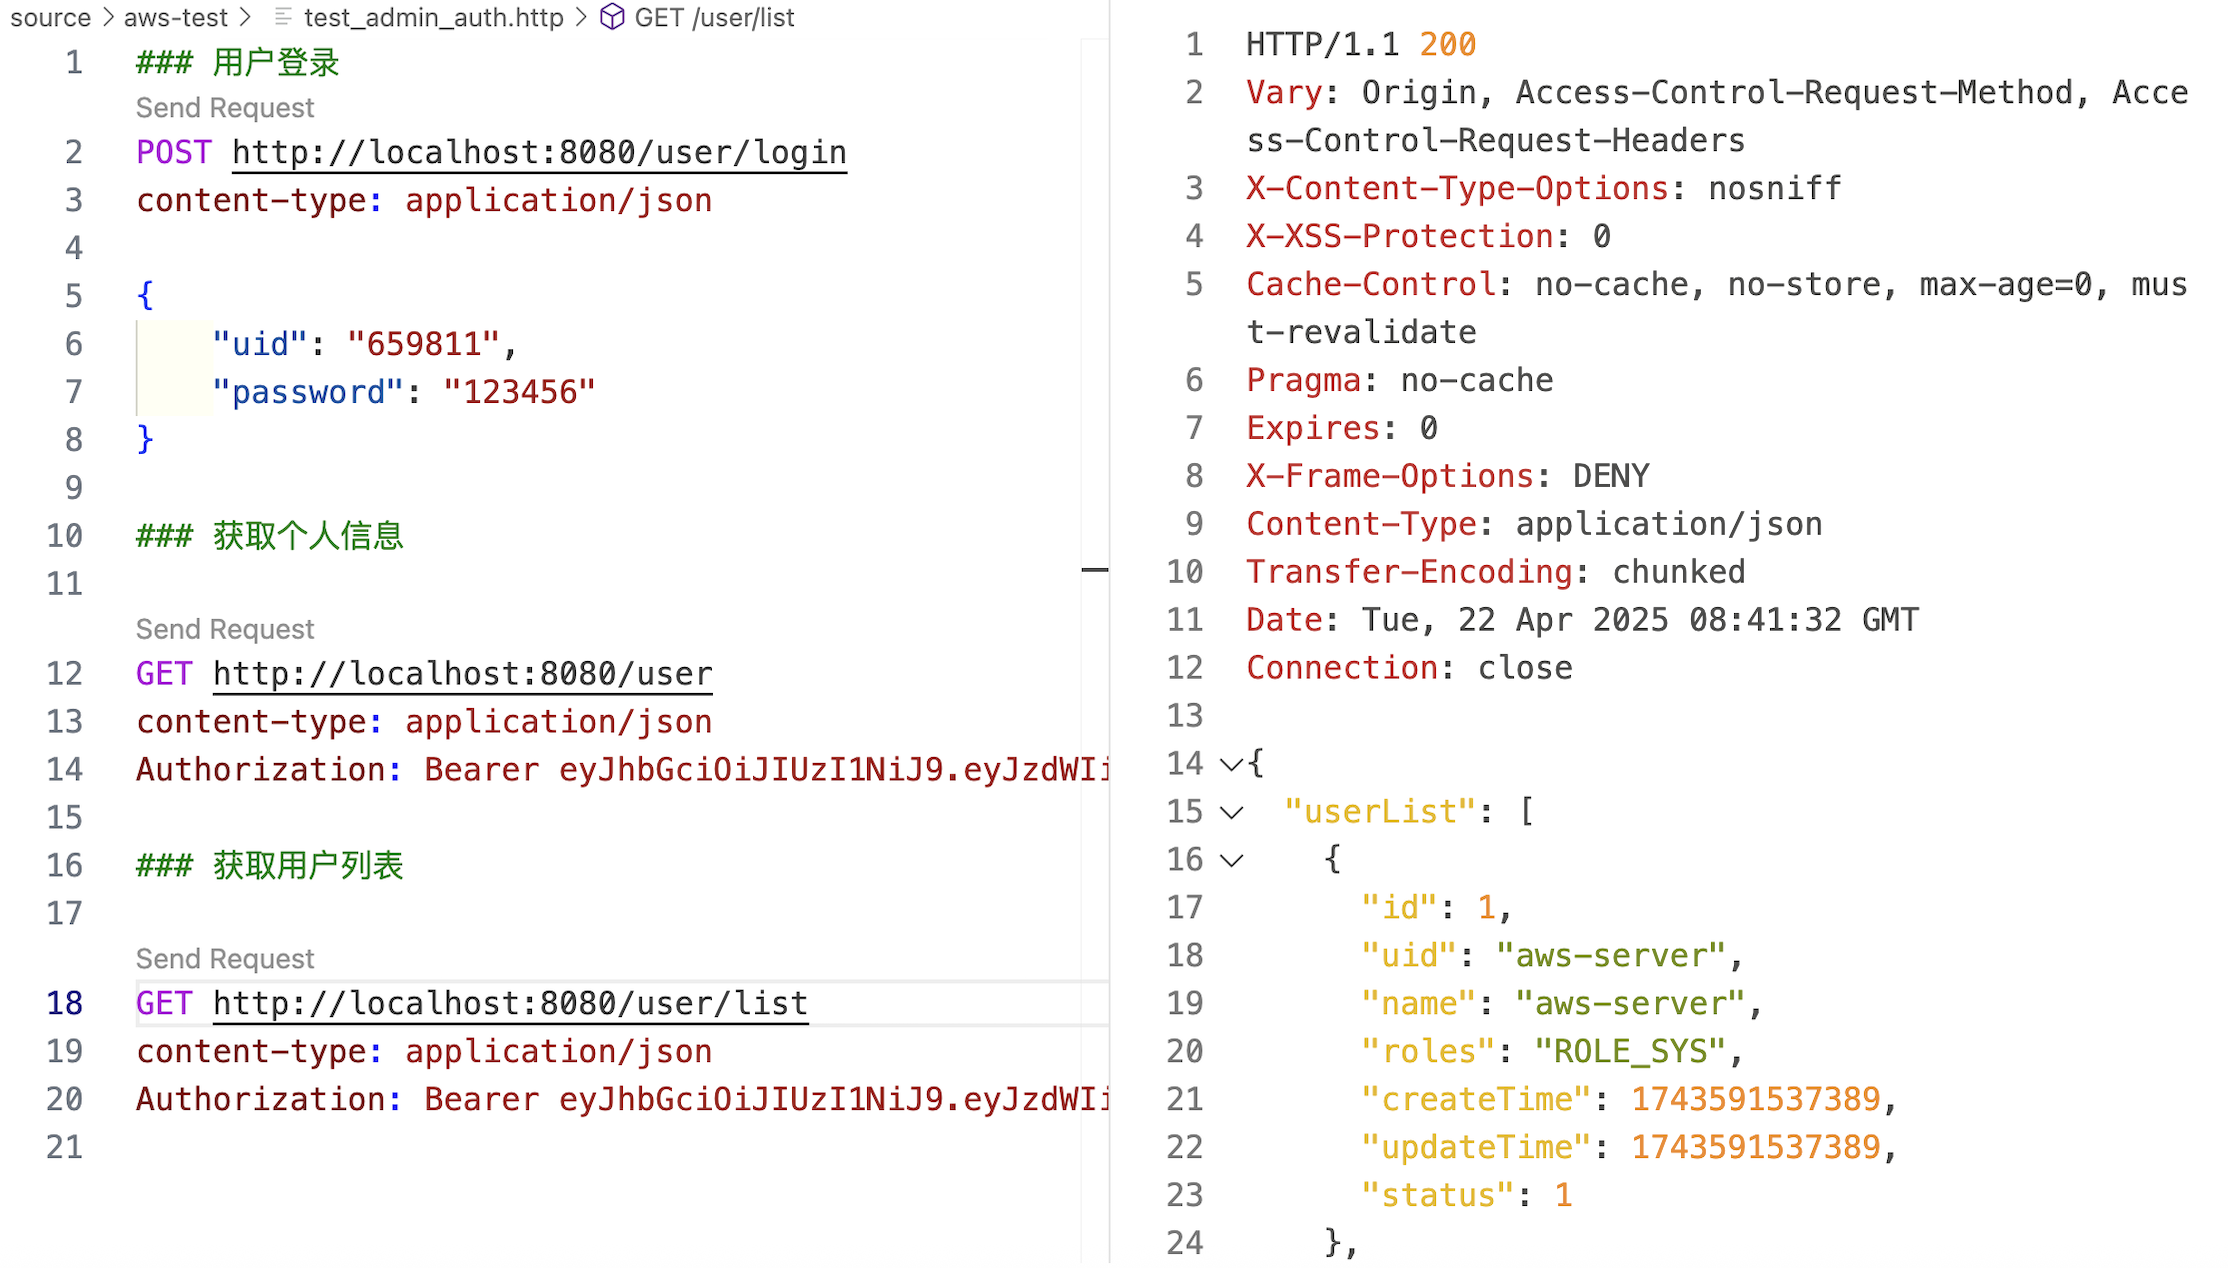 source > aws-test > test_admin_auth.http > GET /user/list
1 ### 用户登录
Send Request
2 POST http://localhost:8080/user/login
3 content-type: application/json
4
5 {
6 "uid": "659811",
7 "password": "123456"
8 }
9
10 ### 获取个人信息
11
Send Request
12 GET http://localhost:8080/user
13 content-type: application/json
14 Authorization: Bearer eyJhbGciOiJIUzI1NiJ9.eyJzdWIi
15
16 ### 获取用户列表
17
Send Request
18 GET http://localhost:8080/user/list
19 content-type: application/json
20 Authorization: Bearer eyJhbGciOiJIUzI1NiJ9.eyJzdWIi
21
1 HTTP/1.1 200
2 Vary: Origin, Access-Control-Request-Method, Acce
ss-Control-Request-Headers
3 X-Content-Type-Options: nosniff
4 X-XSS-Protection: 0
5 Cache-Control: no-cache, no-store, max-age=0, mus
t-revalidate
6 Pragma: no-cache
7 Expires: 0
8 X-Frame-Options: DENY
9 Content-Type: application/json
10 Transfer-Encoding: chunked
11 Date: Tue, 22 Apr 2025 08:41:32 GMT
12 Connection: close
13
14 {
15 "userList": [
16 {
17 "id": 1,
18 "uid": "aws-server",
19 "name": "aws-server",
20 "roles": "ROLE_SYS",
21 "createTime": 1743591537389,
22 "updateTime": 1743591537389,
23 "status": 1
24 },